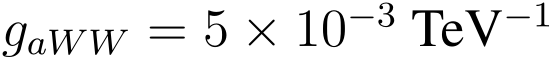 g_{aWW} = 5 × 10^{−3} TeV^{−1}